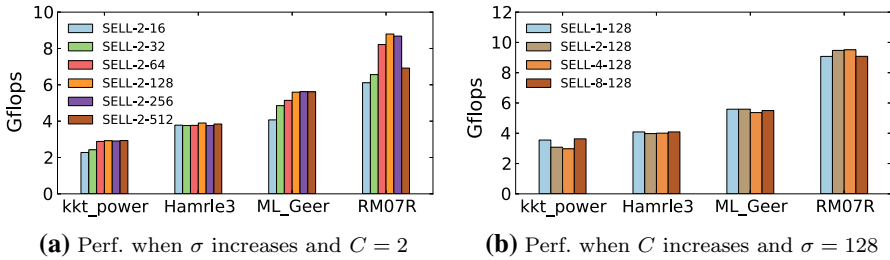 Gflops
10
8
6
4
2
0
SELL-2-16
SELL-2-32
SELL-2-64
SELL-2-128
SELL-2-256
SELL-2-512
kkt_power Hamrle3 ML_Geer RM07R
(a) Perf. when σ increases and C = 2
Gflops
12
10
8
6
4
2
0
SELL-1-128
SELL-2-128
SELL-4-128
SELL-8-128
kkt_power Hamrle3 ML_Geer RM07R
(b) Perf. when C increases and σ = 128